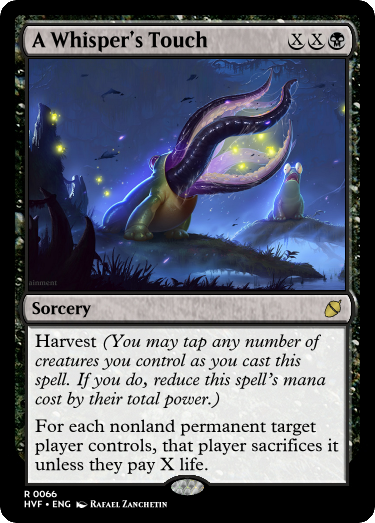 A Whisper's Touch XX
ainment
Sorcery
Harvest (You may tap any number of
creatures you control as you cast this
spell. If you do, reduce this spell's mana
cost by their total power.)
For each nonland permanent target
player controls, that player sacrifices it
unless they pay X life.
R 0066
HVF • ENG Rafael Zanchetin